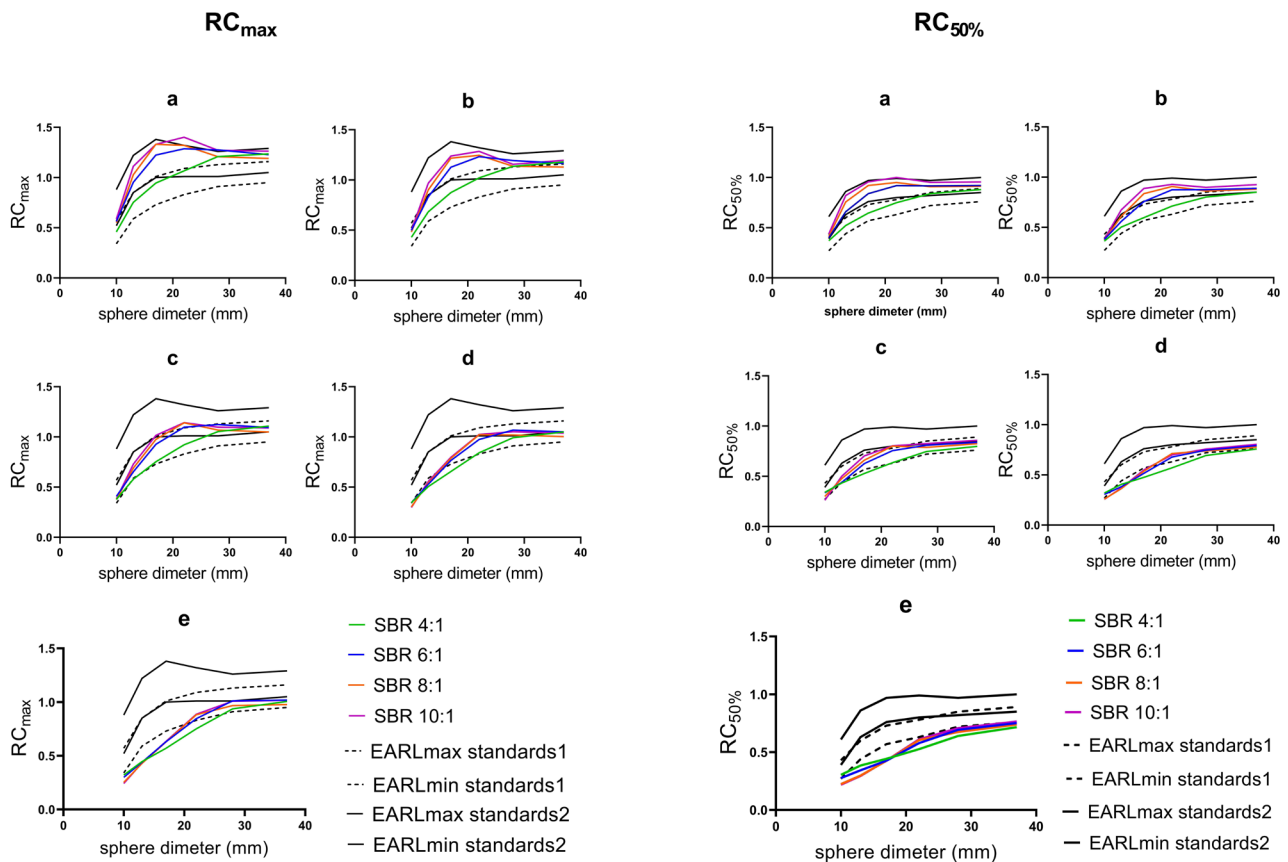 RCmax
RC50%
a
1.5
1.0
0.5
0.0
RCmax
0 10 20 30 40
sphere dimeter (mm)
b
1.5
1.0
0.5
0.0
RCmax
0 10 20 30 40
sphere dimeter (mm)
a
1.5
1.0
0.5
0.0
RC50%
0 10 20 30 40
sphere dimeter (mm)
b
1.5
1.0
0.5
0.0
RC50%
0 10 20 30 40
sphere dimeter (mm)
c
1.5
1.0
0.5
0.0
RCmax
0 10 20 30 40
sphere dimeter (mm)
d
1.5
1.0
0.5
0.0
RCmax
0 10 20 30 40
sphere dimeter (mm)
c
1.5
1.0
0.5
0.0
RC50%
0 10 20 30 40
sphere dimeter (mm)
d
1.5
1.0
0.5
0.0
RC50%
0 10 20 30 40
sphere dimeter (mm)
e
1.5
1.0
0.5
0.0
RCmax
0 10 20 30 40
sphere dimeter (mm)
SBR 4:1
SBR 6:1
SBR 8:1
SBR 10:1
EARLmax standards1
EARLmin standards1
EARLmax standards2
EARLmin standards2
e
1.5
1.0
0.5
0.0
RC50%
0 10 20 30 40
sphere dimeter (mm)
SBR 4:1
SBR 6:1
SBR 8:1
SBR 10:1
EARLmax standards1
EARLmin standards1
EARLmax standards2
EARLmin standards2